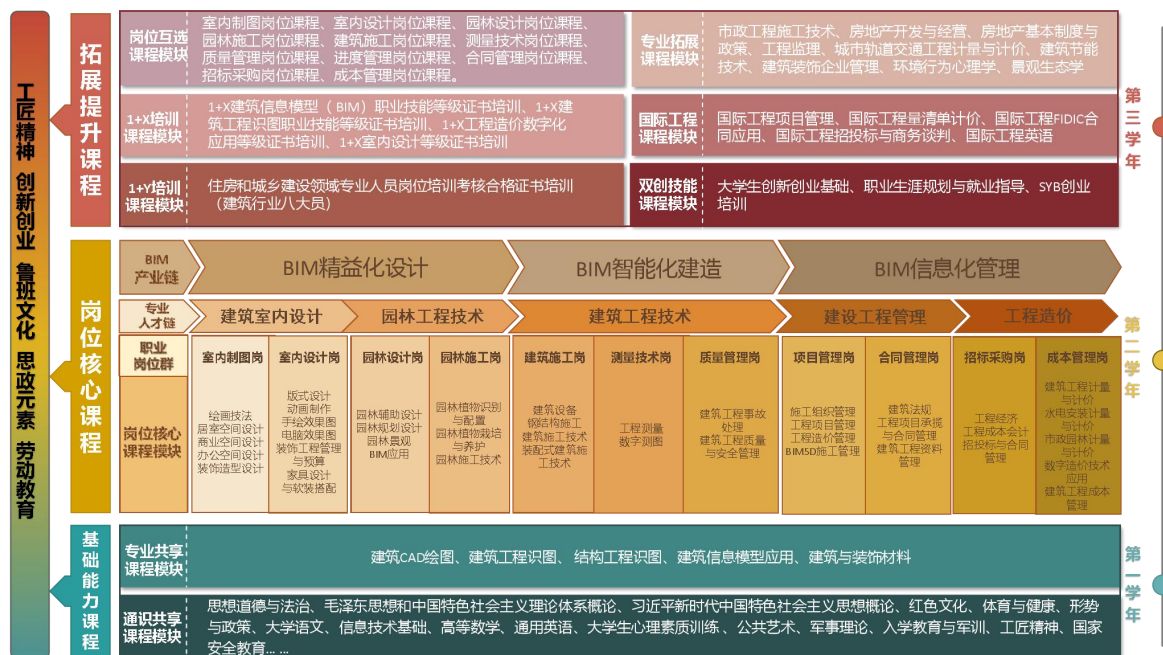 工匠精神 创新创业 鲁班文化 思政元素 劳动教育
拓展提升课程
岗位互选
课程模块
室内制图岗位课程、室内设计岗位课程、园林设计岗位课程、
园林施工岗位课程、建筑施工岗位课程、测量技术岗位课程、
质量管理岗位课程、进度管理岗位课程、合同管理岗位课程、
招标采购岗位课程、成本管理岗位课程。
专业拓展
课程模块
市政工程施工技术、房地产开发与经营、房地产基本制度与
政策、工程监理、城市轨道交通工程计量与计价、建筑节能
技术、建筑装饰企业管理、环境行为心理学、景观生态学
1+X培训
课程模块
1+X建筑信息模型（BIM）职业技能等级证书培训、1+X建
筑工程识图职业技能等级证书培训、1+X工程造价数字化
应用等级证书培训、1+X室内设计等级证书培训
国际工程
课程模块
国际工程项目管理、国际工程量清单计价、国际工程FIDIC合
同应用、国际工程招投标与商务谈判、国际工程英语
1+Y培训
课程模块
住房和城乡建设领域专业人员岗位培训考核合格证书培训
（建筑行业八大员）
双创技能
课程模块
大学生创新创业基础、职业生涯规划与就业指导、SYB创业
培训
第三学年
岗位核心课程
BIM
产业链
BIM精益化设计
BIM智能化建造
BIM信息化管理
专业
人才链
建筑室内设计
园林工程技术
建筑工程技术
建设工程管理
工程造价
职业
岗位群
室内制图岗
室内设计岗
园林设计岗
园林施工岗
建筑施工岗
测量技术岗
质量管理岗
项目管理岗
合同管理岗
招标采购岗
成本管理岗
岗位核心
课程模块
绘画技法
居室空间设计
商业空间设计
办公空间设计
装饰造型设计
版式设计
动画制作
手绘效果图
电脑效果图
装饰工程管理
与预算
家具设计
与软装搭配
园林辅助设计
园林规划设计
园林景观
BIM应用
园林植物识别
与配置
园林植物栽培
与养护
园林施工技术
建筑设备
钢结构施工
建筑施工技术
装配式建筑施
工技术
工程测量
数字测图
建筑工程事故
处理
建筑工程质量
与安全管理
施工组织管理
工程项目管理
工程造价管理
BIM5D施工管理
建筑法规
工程项目承揽
与合同管理
建筑工程资料
管理
工程经济
工程成本会计
招投标与合同
管理
建筑工程计量
与计价
水电安装计量
与计价
市政园林计量
与计价
数字造价技术
应用
建筑工程成本
管理
第二学年
基础能力课程
专业共享
课程模块
建筑CAD绘图、建筑工程识图、结构工程识图、建筑信息模型应用、建筑与装饰材料
通识共享
课程模块
思想道德与法治、毛泽东思想和中国特色社会主义理论体系概论、习近平新时代中国特色社会主义思想概论、红色文化、体育与健康、形势
与政策、大学语文、信息技术基础、高等数学、通用英语、大学生心理素质训练、公共艺术、军事理论、入学教育与军训、工匠精神、国家
安全教育... ...
第一学年